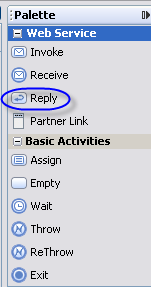 Palette
Web Service
Invoke
Receive
Reply
Partner Link
Basic Activities
Assign
Empty
Wait
Throw
ReThrow
Exit